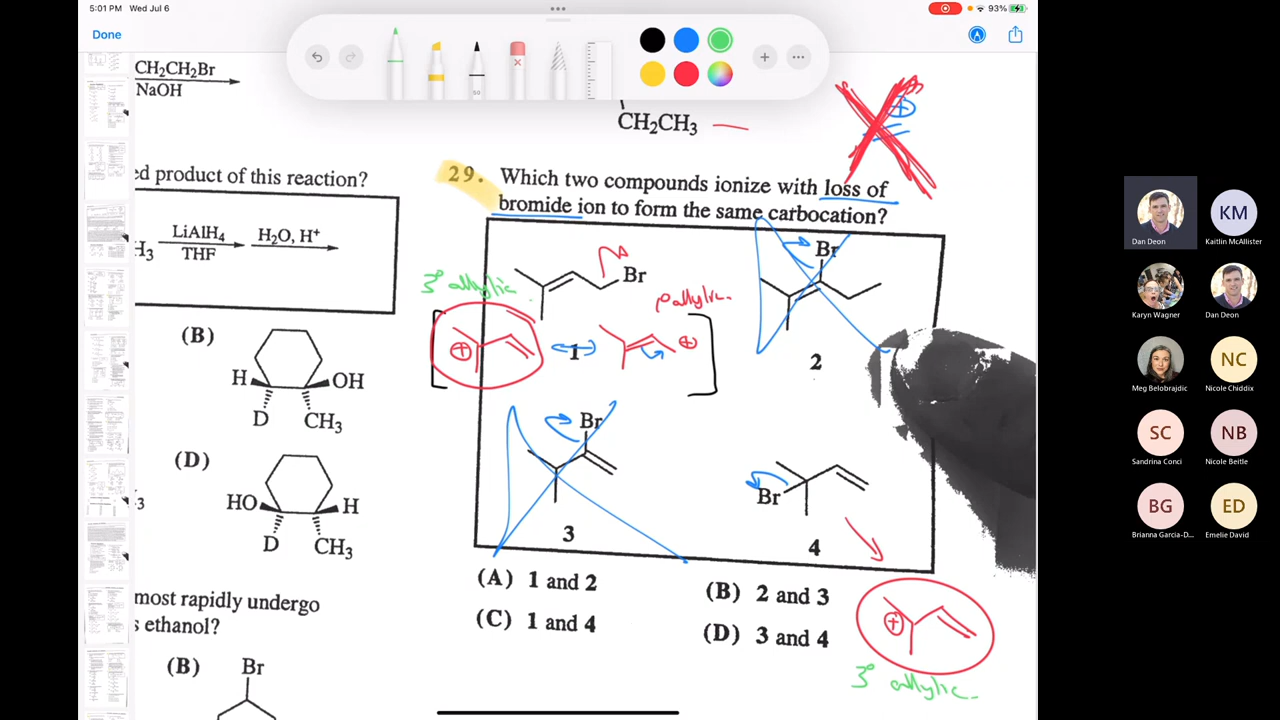 5:01 PM Wed Jul 6
93%
Done
CH2CH2Br
NaOH
CH2CH3
ed product of this reaction?
LiAlH4
THF
H2O, H+
H3
(B)
H
OH
D
CH3
(D)
HO
H
D
CH3
most rapidly undergo
s ethanol?
(B)
Br
29. Which two compounds ionize with loss of
bromide ion to form the same carbocation?
Br
3° allylic
1° allylic
⊕
⊕
1
Br
2
Br
3
Br
4
(A) 1 and 2
(B) 2 and 3
(C) 1 and 4
(D) 3 and 4
⊕
3° allylic
⊕
Dan Deon
KM
Kaitlin McAllister
Karyn Wagner
Dan Deon
NC
Meg Belobrajdic
Nicole Chiddix
SC
NB
Sandrina Conci
Nicole Beitle
BG
ED
Brianna Garcia-D...
Emelie David